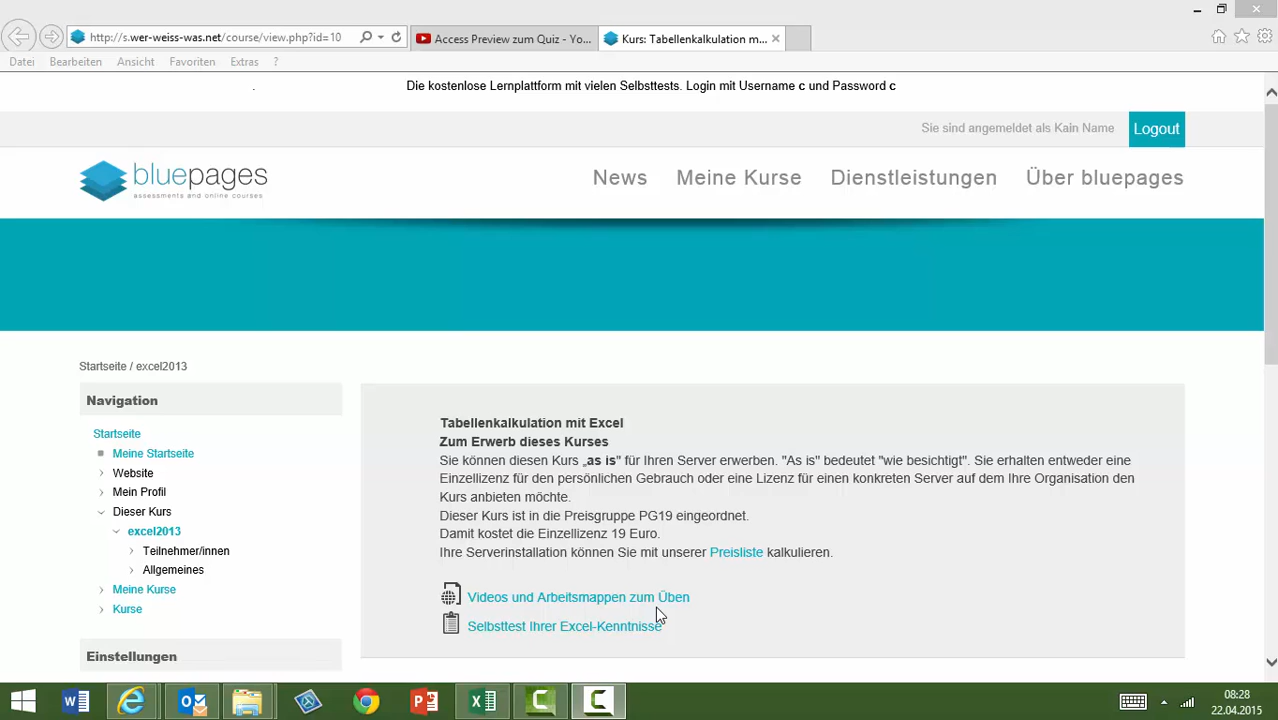 http://s.wer-weiss-was.net/course/view.php?id=10
Access Preview zum Quiz - Yo...
Kurs: Tabellenkalkulation m...
Datei Bearbeiten Ansicht Favoriten Extras ?
. Die kostenlose Lernplattform mit vielen Selbsttests. Login mit Username c und Password c
Sie sind angemeldet als Kain Name Logout
bluepages
assessments and online courses
News Meine Kurse Dienstleistungen Über bluepages
Startseite / excel2013
Navigation
Startseite
Meine Startseite
Website
Mein Profil
Dieser Kurs
excel2013
Teilnehmer/innen
Allgemeines
Meine Kurse
Kurse
Einstellungen
Tabellenkalkulation mit Excel
Zum Erwerb dieses Kurses
Sie können diesen Kurs „as is" für Ihren Server erwerben. "As is" bedeutet "wie besichtigt". Sie erhalten entweder eine
Einzellizenz für den persönlichen Gebrauch oder eine Lizenz für einen konkreten Server auf dem Ihre Organisation den
Kurs anbieten möchte.
Dieser Kurs ist in die Preisgruppe PG19 eingeordnet.
Damit kostet die Einzellizenz 19 Euro.
Ihre Serverinstallation können Sie mit unserer Preisliste kalkulieren.
Videos und Arbeitsmappen zum Üben
Selbsttest Ihrer Excel-Kenntnisse
08:28
22.04.2015